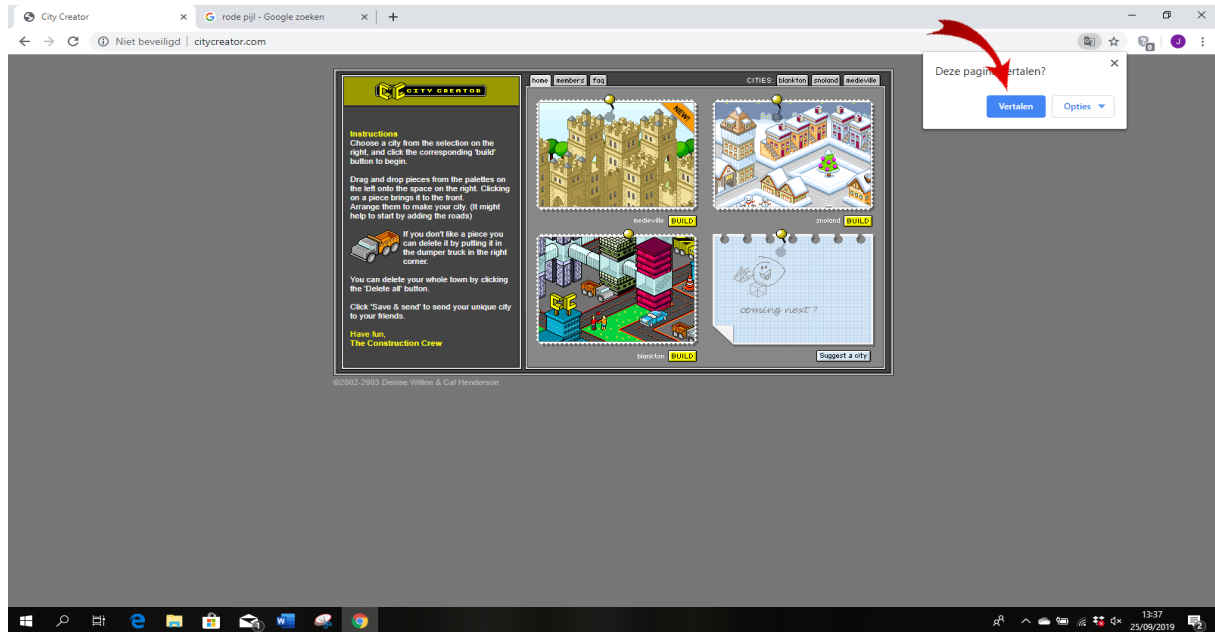 City Creator
rode pijl - Google zoeken
Niet beveiligd | citycreator.com
Deze pagina vertalen?
Vertalen
Opties
CITY CREATOR
home members faq
CITIES: blankton snoland medieville
Instructions
Choose a city from the selection on the
right, and click the corresponding 'build'
button to begin.
Drag and drop pieces from the palettes on
the left onto the space on the right. Clicking
on a piece brings it to the front.
Arrange them to make your city. (It might
help to start by adding the roads)
If you don't like a piece you
can delete it by putting it in
the dumper truck in the right
corner.
You can delete your whole town by clicking
the 'Delete all' button.
Click 'Save & send' to send your unique city
to your friends.
Have fun,
The Construction Crew
NEW!
medieville BUILD
snoland BUILD
CC
blankton BUILD
coming next ?
Suggest a city
©2002-2003 Denise Wilton & Cal Henderson
13:37
25/09/2019